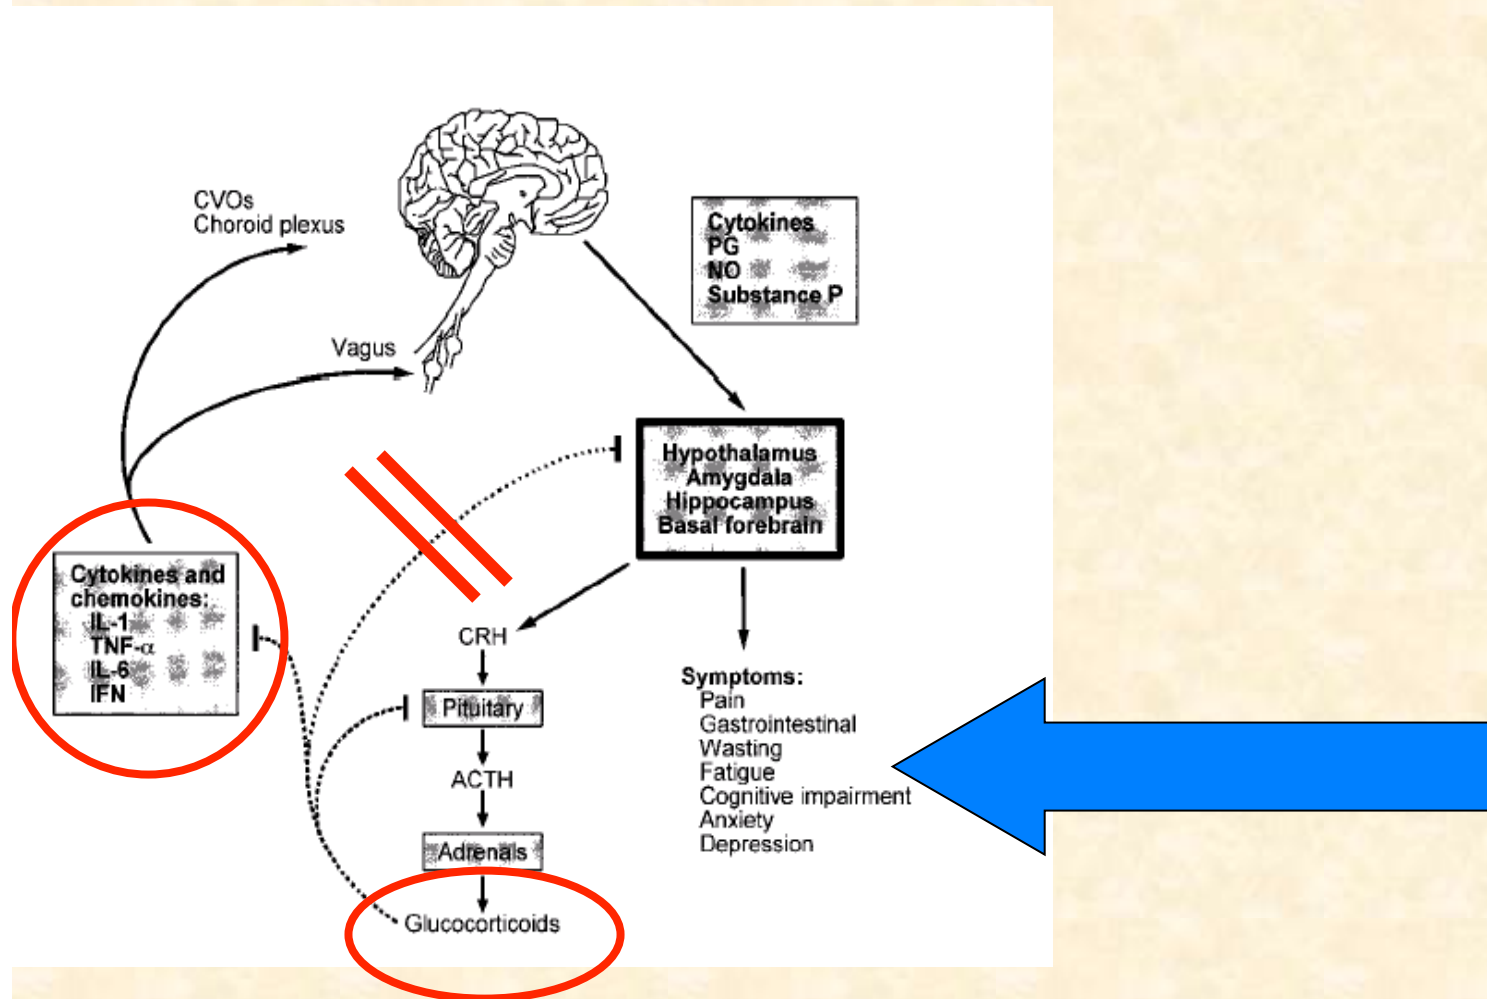 CVOs
Choroid plexus
Vagus
Cytokines
PG
NO
Substance P
Hypothalamus
Amygdala
Hippocampus
Basal forebrain
Cytokines and
chemokines:
IL-1
TNF-α
IL-6
IFN
CRH
Pituitary
ACTH
Adrenals
Glucocorticoids
Symptoms:
Pain
Gastrointestinal
Wasting
Fatigue
Cognitive impairment
Anxiety
Depression